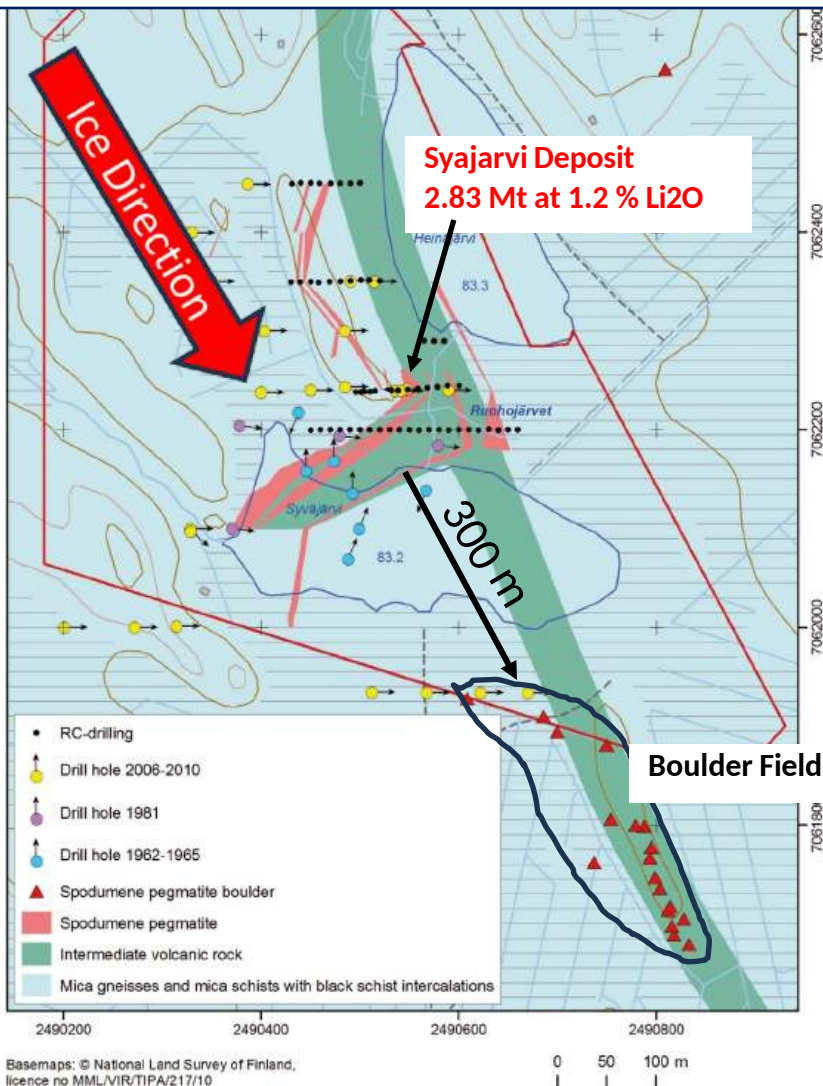 7062600
Ice Direction
Syajarvi Deposit
2.83 Mt at 1.2 % Li2O
7062400
Heinäjärvi
83.3
Ruohojärvet
7062200
Syväjärvi
83.2
300 m
7062000
Boulder Field
7061800
RC-drilling
Drill hole 2006-2010
Drill hole 1981
Drill hole 1962-1965
Spodumene pegmatite boulder
Spodumene pegmatite
Intermediate volcanic rock
Mica gneisses and mica schists with black schist intercalations
2490200 2490400 2490600 2490800
Basemaps: © National Land Survey of Finland,
licence no MML/VIR/TIPA/217/10
0 50 100 m